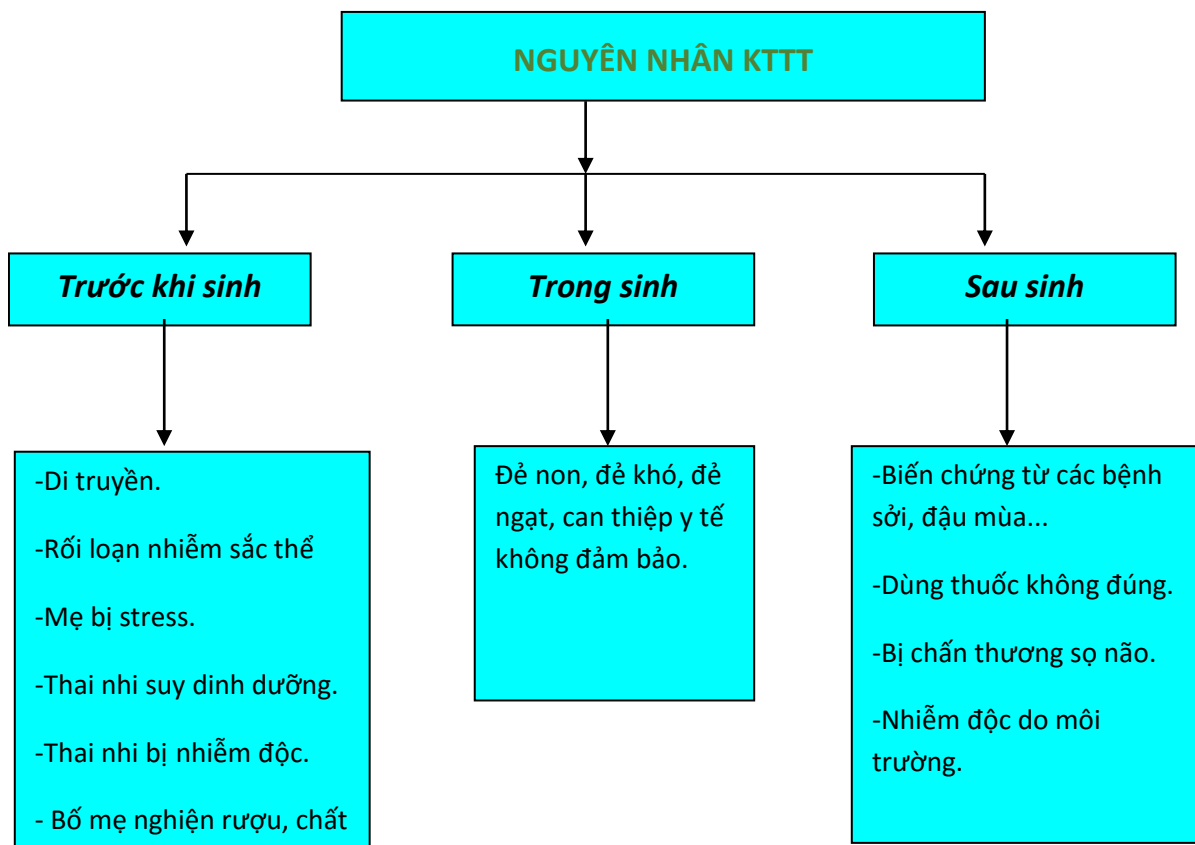 NGUYÊN NHÂN KTTT
Trước khi sinh
Trong sinh
Sau sinh
-Di truyền.
-Rối loạn nhiễm sắc thể
-Mẹ bị stress.
-Thai nhi suy dinh dưỡng.
-Thai nhi bị nhiễm độc.
- Bố mẹ nghiện rượu, chất
Đẻ non, đẻ khó, đẻ
ngạt, can thiệp y tế
không đảm bảo.
-Biến chứng từ các bệnh
sởi, đậu mùa...
-Dùng thuốc không đúng.
-Bị chấn thương sọ não.
-Nhiễm độc do môi
trường.